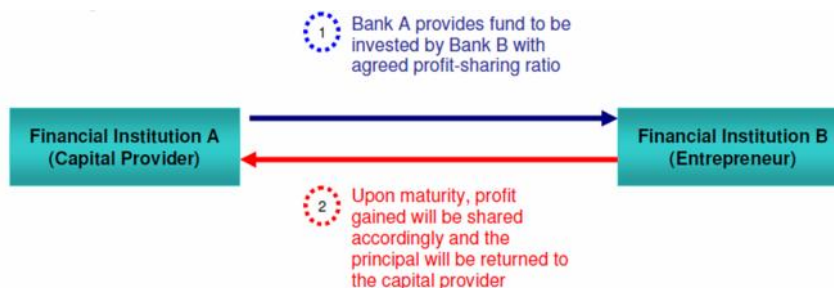 1
Bank A provides fund to be
invested by Bank B with
agreed profit-sharing ratio
Financial Institution A
(Capital Provider)
Financial Institution B
(Entrepreneur)
2
Upon maturity, profit
gained will be shared
accordingly and the
principal will be returned to
the capital provider